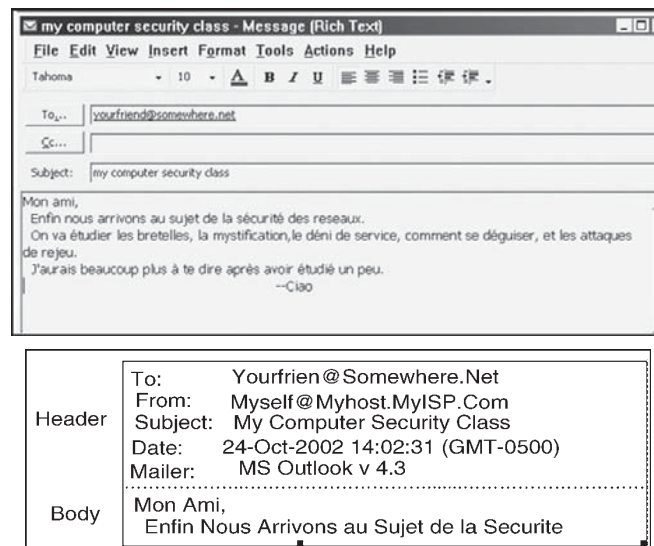 my computer security class - Message (Rich Text)
File Edit View Insert Format Tools Actions Help
Tahoma 10 A B I U
To... yourfriend@somewhere.net
Cc...
Subject: my computer security class
Mon ami,
Enfin nous arrivons au sujet de la sécurité des reseaux.
On va étudier les bretelles, la mystification,le déni de service, comment se déguiser, et les attaques
de rejeu.
J'aurais beaucoup plus à te dire après avoir étudié un peu.
--Ciao
Header
To: Yourfrien@Somewhere.Net
From: Myself@Myhost.MyISP.Com
Subject: My Computer Security Class
Date: 24-Oct-2002 14:02:31 (GMT-0500)
Mailer: MS Outlook v 4.3
Body
Mon Ami,
Enfin Nous Arrivons au Sujet de la Securite